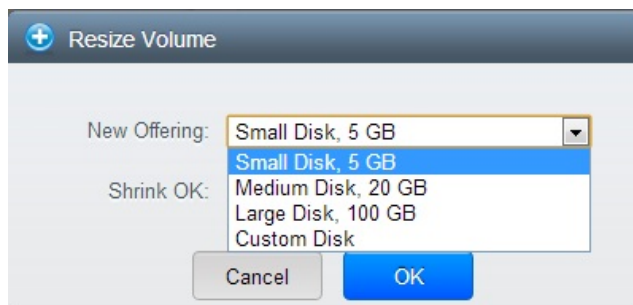 Resize Volume
New Offering: Small Disk, 5 GB
Small Disk, 5 GB
Shrink OK: Medium Disk, 20 GB
Large Disk, 100 GB
Custom Disk
Cancel OK